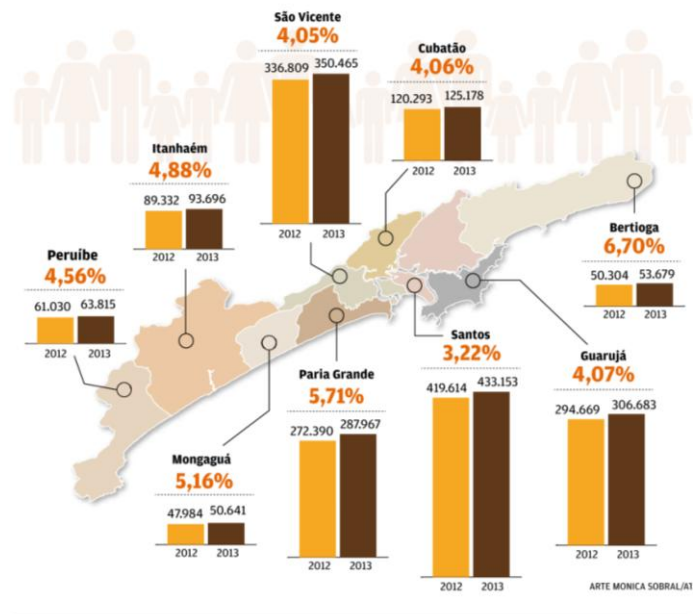 São Vicente
4,05%
336.809 350.465
2012 2013
Cubatão
4,06%
120.293 125.178
2012 2013
Itanhaém
4,88%
89.332 93.696
2012 2013
Bertioga
6,70%
50.304 53.679
2012 2013
Peruíbe
4,56%
61.030 63.815
2012 2013
Santos
3,22%
419.614 433.153
2012 2013
Guarujá
4,07%
294.669 306.683
2012 2013
Paria Grande
5,71%
272.390 287.967
2012 2013
Mongaguá
5,16%
47.984 50.641
2012 2013
ARTE MONICA SOBRAL/AT